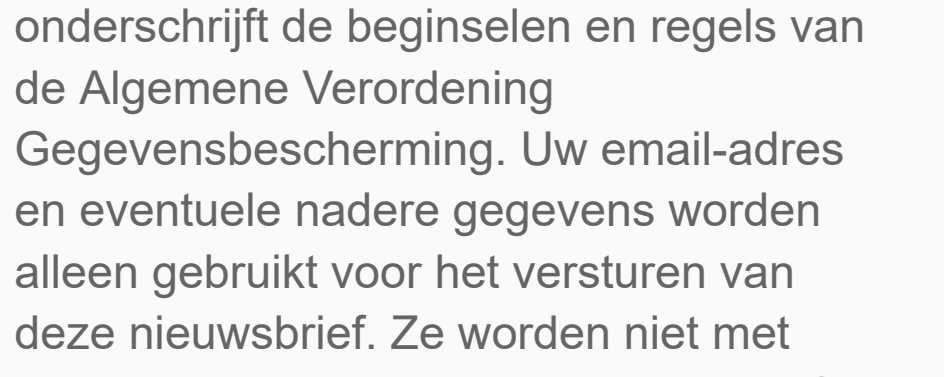 onderschrijft de beginselen en regels van
de Algemene Verordening
Gegevensbescherming. Uw email-adres
en eventuele nadere gegevens worden
alleen gebruikt voor het versturen van
deze nieuwsbrief. Ze worden niet met